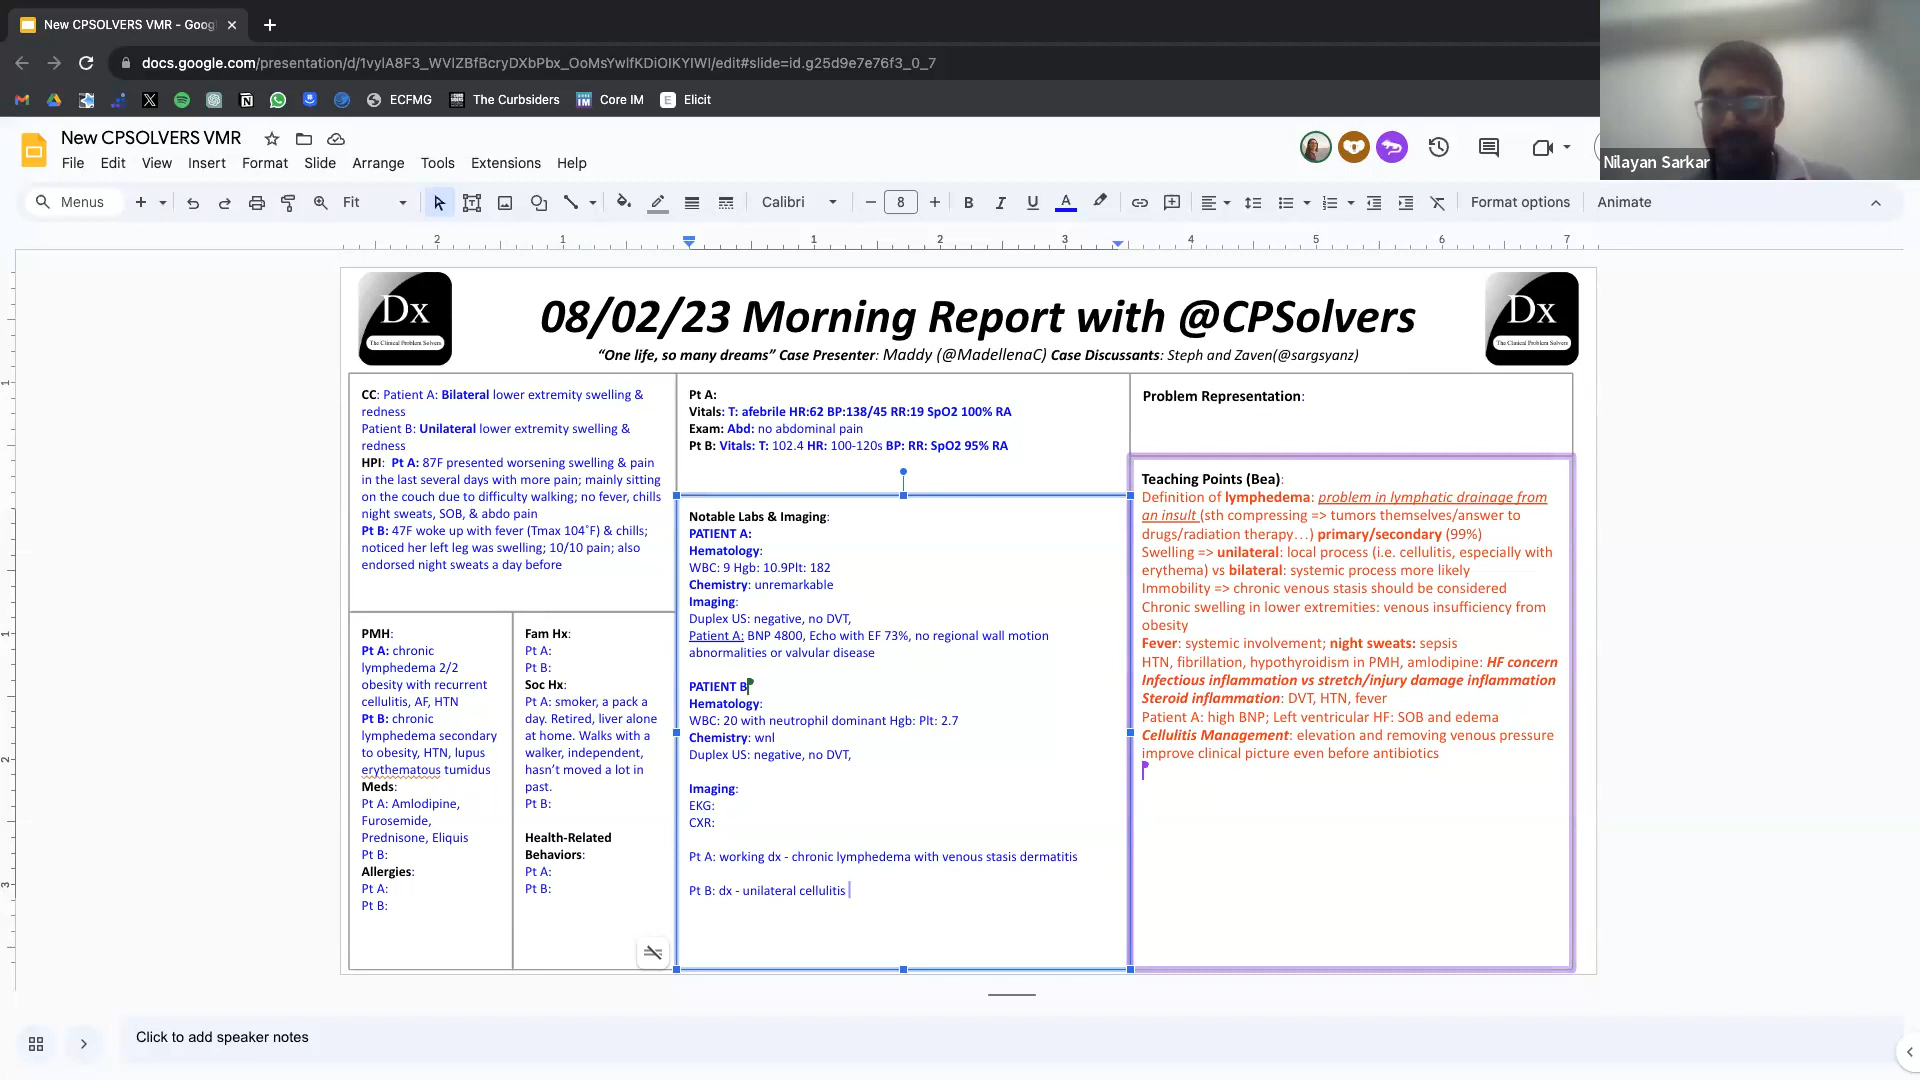 New CPSOLVERS VMR - Goog
docs.google.com/presentation/d/1vylA8F3_WVlZBfBcryDXbPbx_OoMsYwlfKDiOlKYIWl/edit#slide=id.g25d9e7e76f3_0_7
ECFMG
The Curbsiders
Core IM
Elicit
New CPSOLVERS VMR
File Edit View Insert Format Slide Arrange Tools Extensions Help
Nilayan Sarkar
Menus
Fit
Calibri
8
Format options
Animate
2 1 1 2 3 4 5 6 7
1
1
2
3
Dx
The Clinical Problem Solvers
08/02/23 Morning Report with @CPSolvers
“One life, so many dreams” Case Presenter: Maddy (@MadellenaC) Case Discussants: Steph and Zaven(@sargsyanz)
Dx
The Clinical Problem Solvers
CC: Patient A: Bilateral lower extremity swelling &
redness
Patient B: Unilateral lower extremity swelling &
redness
HPI: Pt A: 87F presented worsening swelling & pain
in the last several days with more pain; mainly sitting
on the couch due to difficulty walking; no fever, chills
night sweats, SOB, & abdo pain
Pt B: 47F woke up with fever (Tmax 104˚F) & chills;
noticed her left leg was swelling; 10/10 pain; also
endorsed night sweats a day before
PMH:
Pt A: chronic
lymphedema 2/2
obesity with recurrent
cellulitis, AF, HTN
Pt B: chronic
lymphedema secondary
to obesity, HTN, lupus
erythematous tumidus
Meds:
Pt A: Amlodipine,
Furosemide,
Prednisone, Eliquis
Pt B:
Allergies:
Pt A:
Pt B:
Fam Hx:
Pt A:
Pt B:
Soc Hx:
Pt A: smoker, a pack a
day. Retired, liver alone
at home. Walks with a
walker, independent,
hasn’t moved a lot in
past.
Pt B:
Health-Related
Behaviors:
Pt A:
Pt B:
Pt A:
Vitals: T: afebrile HR:62 BP:138/45 RR:19 SpO2 100% RA
Exam: Abd: no abdominal pain
Pt B: Vitals: T: 102.4 HR: 100-120s BP: RR: SpO2 95% RA
Notable Labs & Imaging:
PATIENT A:
Hematology:
WBC: 9 Hgb: 10.9Plt: 182
Chemistry: unremarkable
Imaging:
Duplex US: negative, no DVT,
Patient A: BNP 4800, Echo with EF 73%, no regional wall motion
abnormalities or valvular disease
PATIENT B
Hematology:
WBC: 20 with neutrophil dominant Hgb: Plt: 2.7
Chemistry: wnl
Duplex US: negative, no DVT,
Imaging:
EKG:
CXR:
Pt A: working dx - chronic lymphedema with venous stasis dermatitis
Pt B: dx - unilateral cellulitis
Problem Representation:
Teaching Points (Bea):
Definition of lymphedema: problem in lymphatic drainage from
an insult (sth compressing => tumors themselves/answer to
drugs/radiation therapy…) primary/secondary (99%)
Swelling => unilateral: local process (i.e. cellulitis, especially with
erythema) vs bilateral: systemic process more likely
Immobility => chronic venous stasis should be considered
Chronic swelling in lower extremities: venous insufficiency from
obesity
Fever: systemic involvement; night sweats: sepsis
HTN, fibrillation, hypothyroidism in PMH, amlodipine: HF concern
Infectious inflammation vs stretch/injury damage inflammation
Steroid inflammation: DVT, HTN, fever
Patient A: high BNP; Left ventricular HF: SOB and edema
Cellulitis Management: elevation and removing venous pressure
improve clinical picture even before antibiotics
Click to add speaker notes